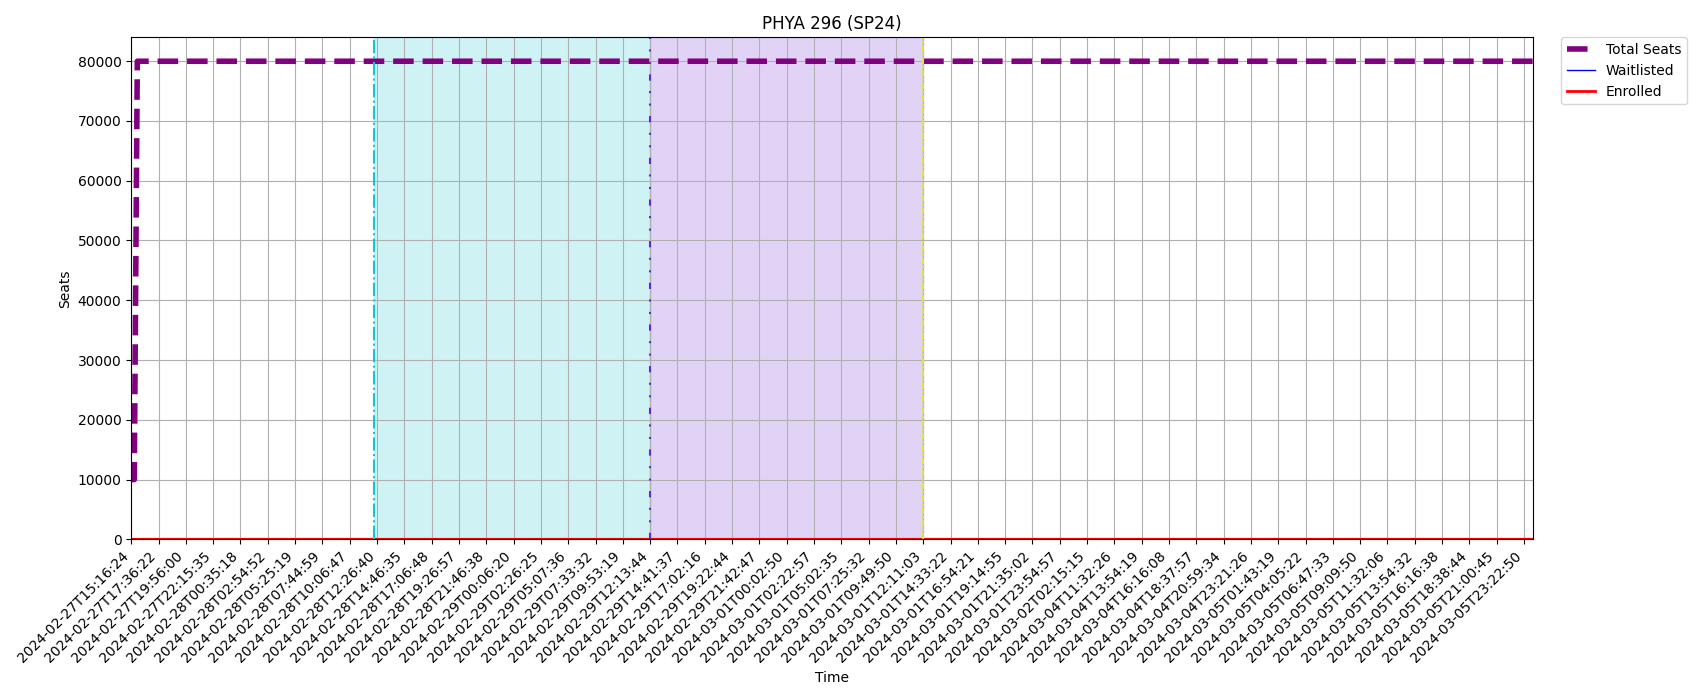 PHYA 296 (SP24)
Total Seats
Waitlisted
Enrolled
Seats
80000
70000
60000
50000
40000
30000
20000
10000
0
2024-02-27T15:16:24
2024-02-27T17:36:22
2024-02-27T19:56:00
2024-02-27T22:15:35
2024-02-28T00:35:18
2024-02-28T02:54:52
2024-02-28T05:25:19
2024-02-28T07:44:59
2024-02-28T10:06:47
2024-02-28T12:26:40
2024-02-28T14:46:35
2024-02-28T17:06:48
2024-02-28T19:26:57
2024-02-28T21:46:38
2024-02-29T00:06:20
2024-02-29T02:26:25
2024-02-29T05:07:36
2024-02-29T07:33:32
2024-02-29T09:53:19
2024-02-29T12:13:44
2024-02-29T14:41:37
2024-02-29T17:02:16
2024-02-29T19:22:44
2024-02-29T21:42:47
2024-03-01T00:02:50
2024-03-01T02:22:57
2024-03-01T05:02:35
2024-03-01T07:25:32
2024-03-01T09:49:50
2024-03-01T12:11:03
2024-03-01T14:33:22
2024-03-01T16:54:21
2024-03-01T19:14:55
2024-03-01T21:35:02
2024-03-01T23:54:57
2024-03-02T02:15:15
2024-03-04T11:32:26
2024-03-04T13:54:19
2024-03-04T16:16:08
2024-03-04T18:37:57
2024-03-04T20:59:34
2024-03-04T23:21:26
2024-03-05T01:43:19
2024-03-05T04:05:22
2024-03-05T06:47:33
2024-03-05T09:09:50
2024-03-05T11:32:06
2024-03-05T13:54:32
2024-03-05T16:16:38
2024-03-05T18:38:44
2024-03-05T21:00:45
2024-03-05T23:22:50
Time